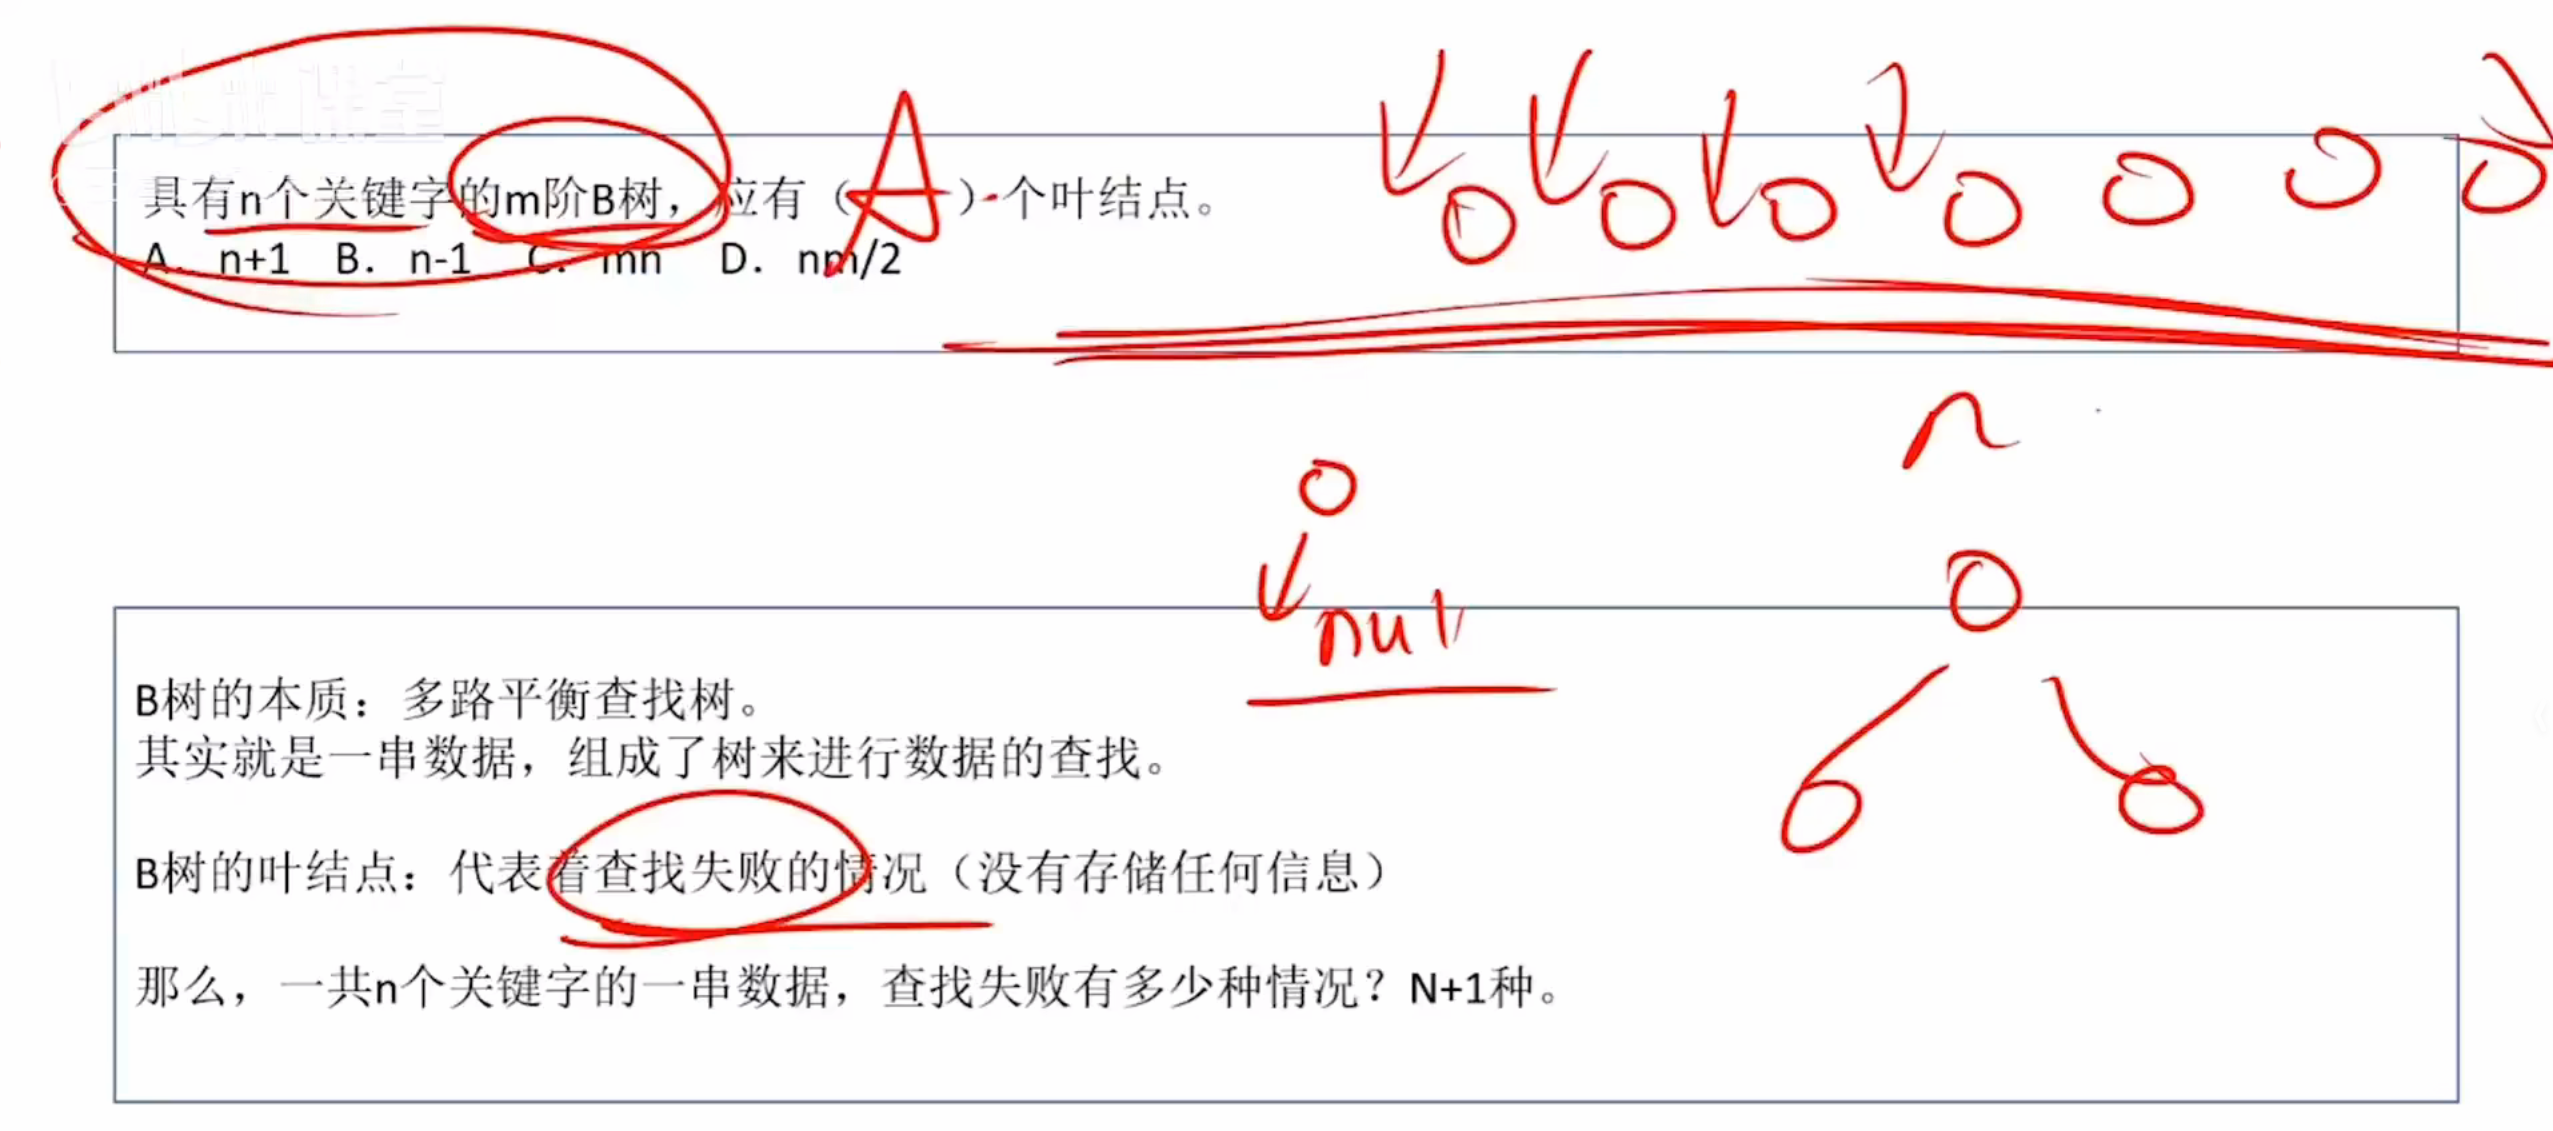 具有n个关键字的m阶B树，应有（A）个叶结点。
A. n+1 B. n-1 C. mn D. nm/2
n
null
B树的本质：多路平衡查找树。
其实就是一串数据，组成了树来进行数据的查找。
B树的叶结点：代表着查找失败的情况（没有存储任何信息）
那么，一共n个关键字的一串数据，查找失败有多少种情况？N+1种。